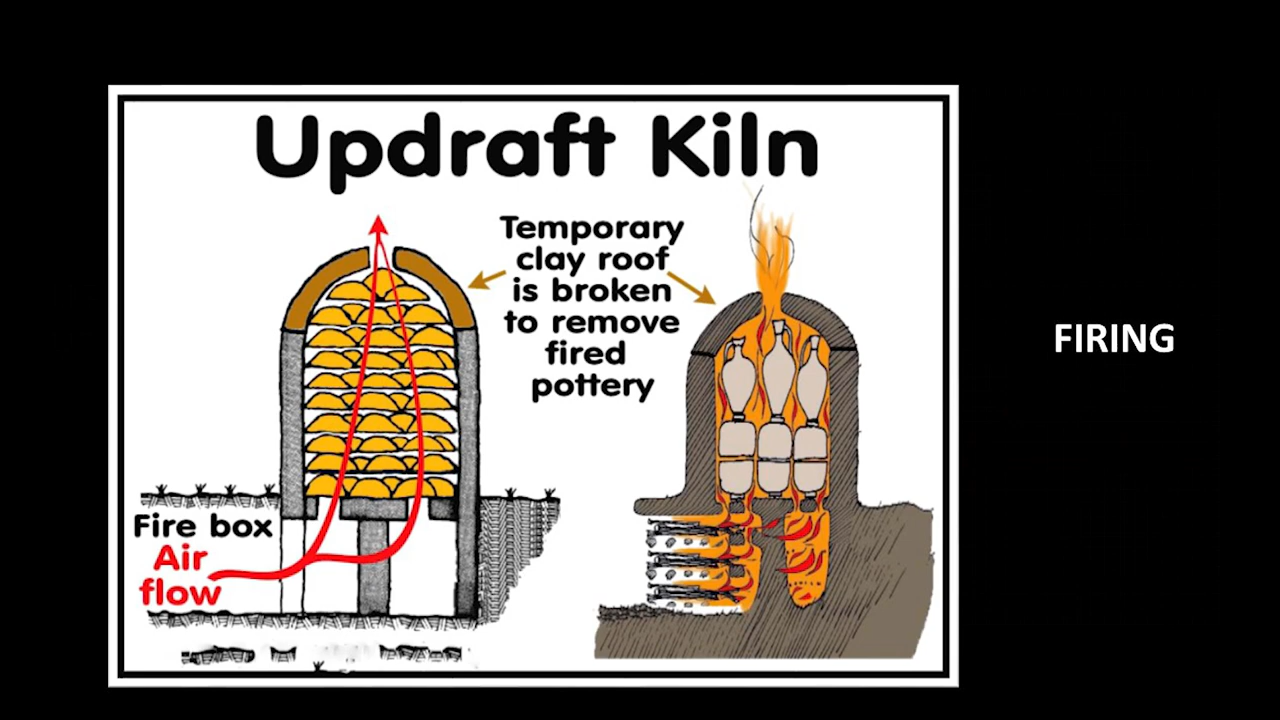 Updraft Kiln
Temporary
clay roof
is broken
to remove
fired
pottery
Fire box
Air
flow
FIRING